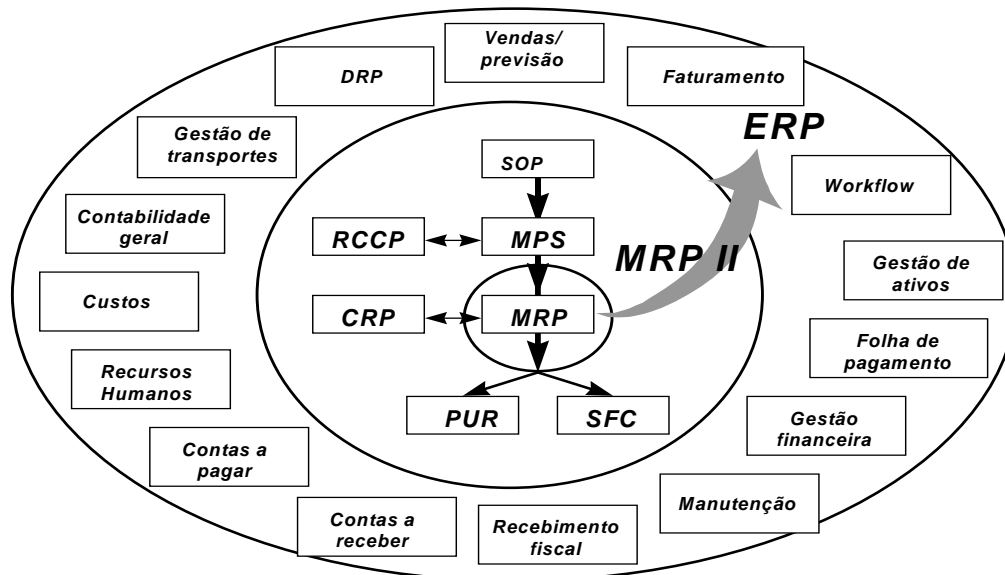 Vendas/
previsão
DRP
Faturamento
ERP
Gestão de
transportes
SOP
Workflow
Contabilidade
geral
RCCP
MPS
MRP II
Gestão de
ativos
Custos
CRP
MRP
Folha de
pagamento
Recursos
Humanos
PUR
SFC
Gestão
financeira
Contas a
pagar
Manutenção
Contas a
receber
Recebimento
fiscal